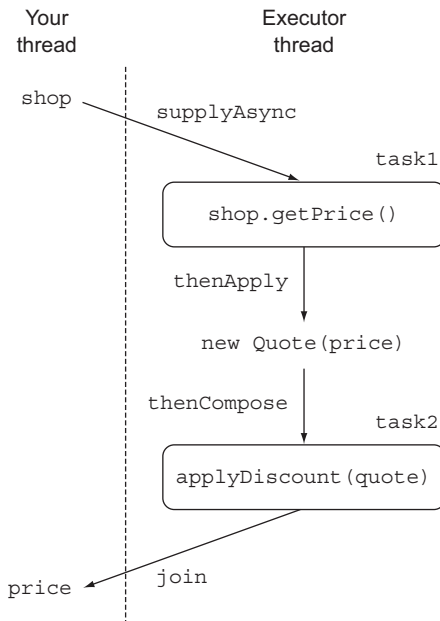 Your
thread
Executor
thread
shop
supplyAsync
task1
shop.getPrice()
thenApply
new Quote(price)
thenCompose
task2
applyDiscount(quote)
join
price